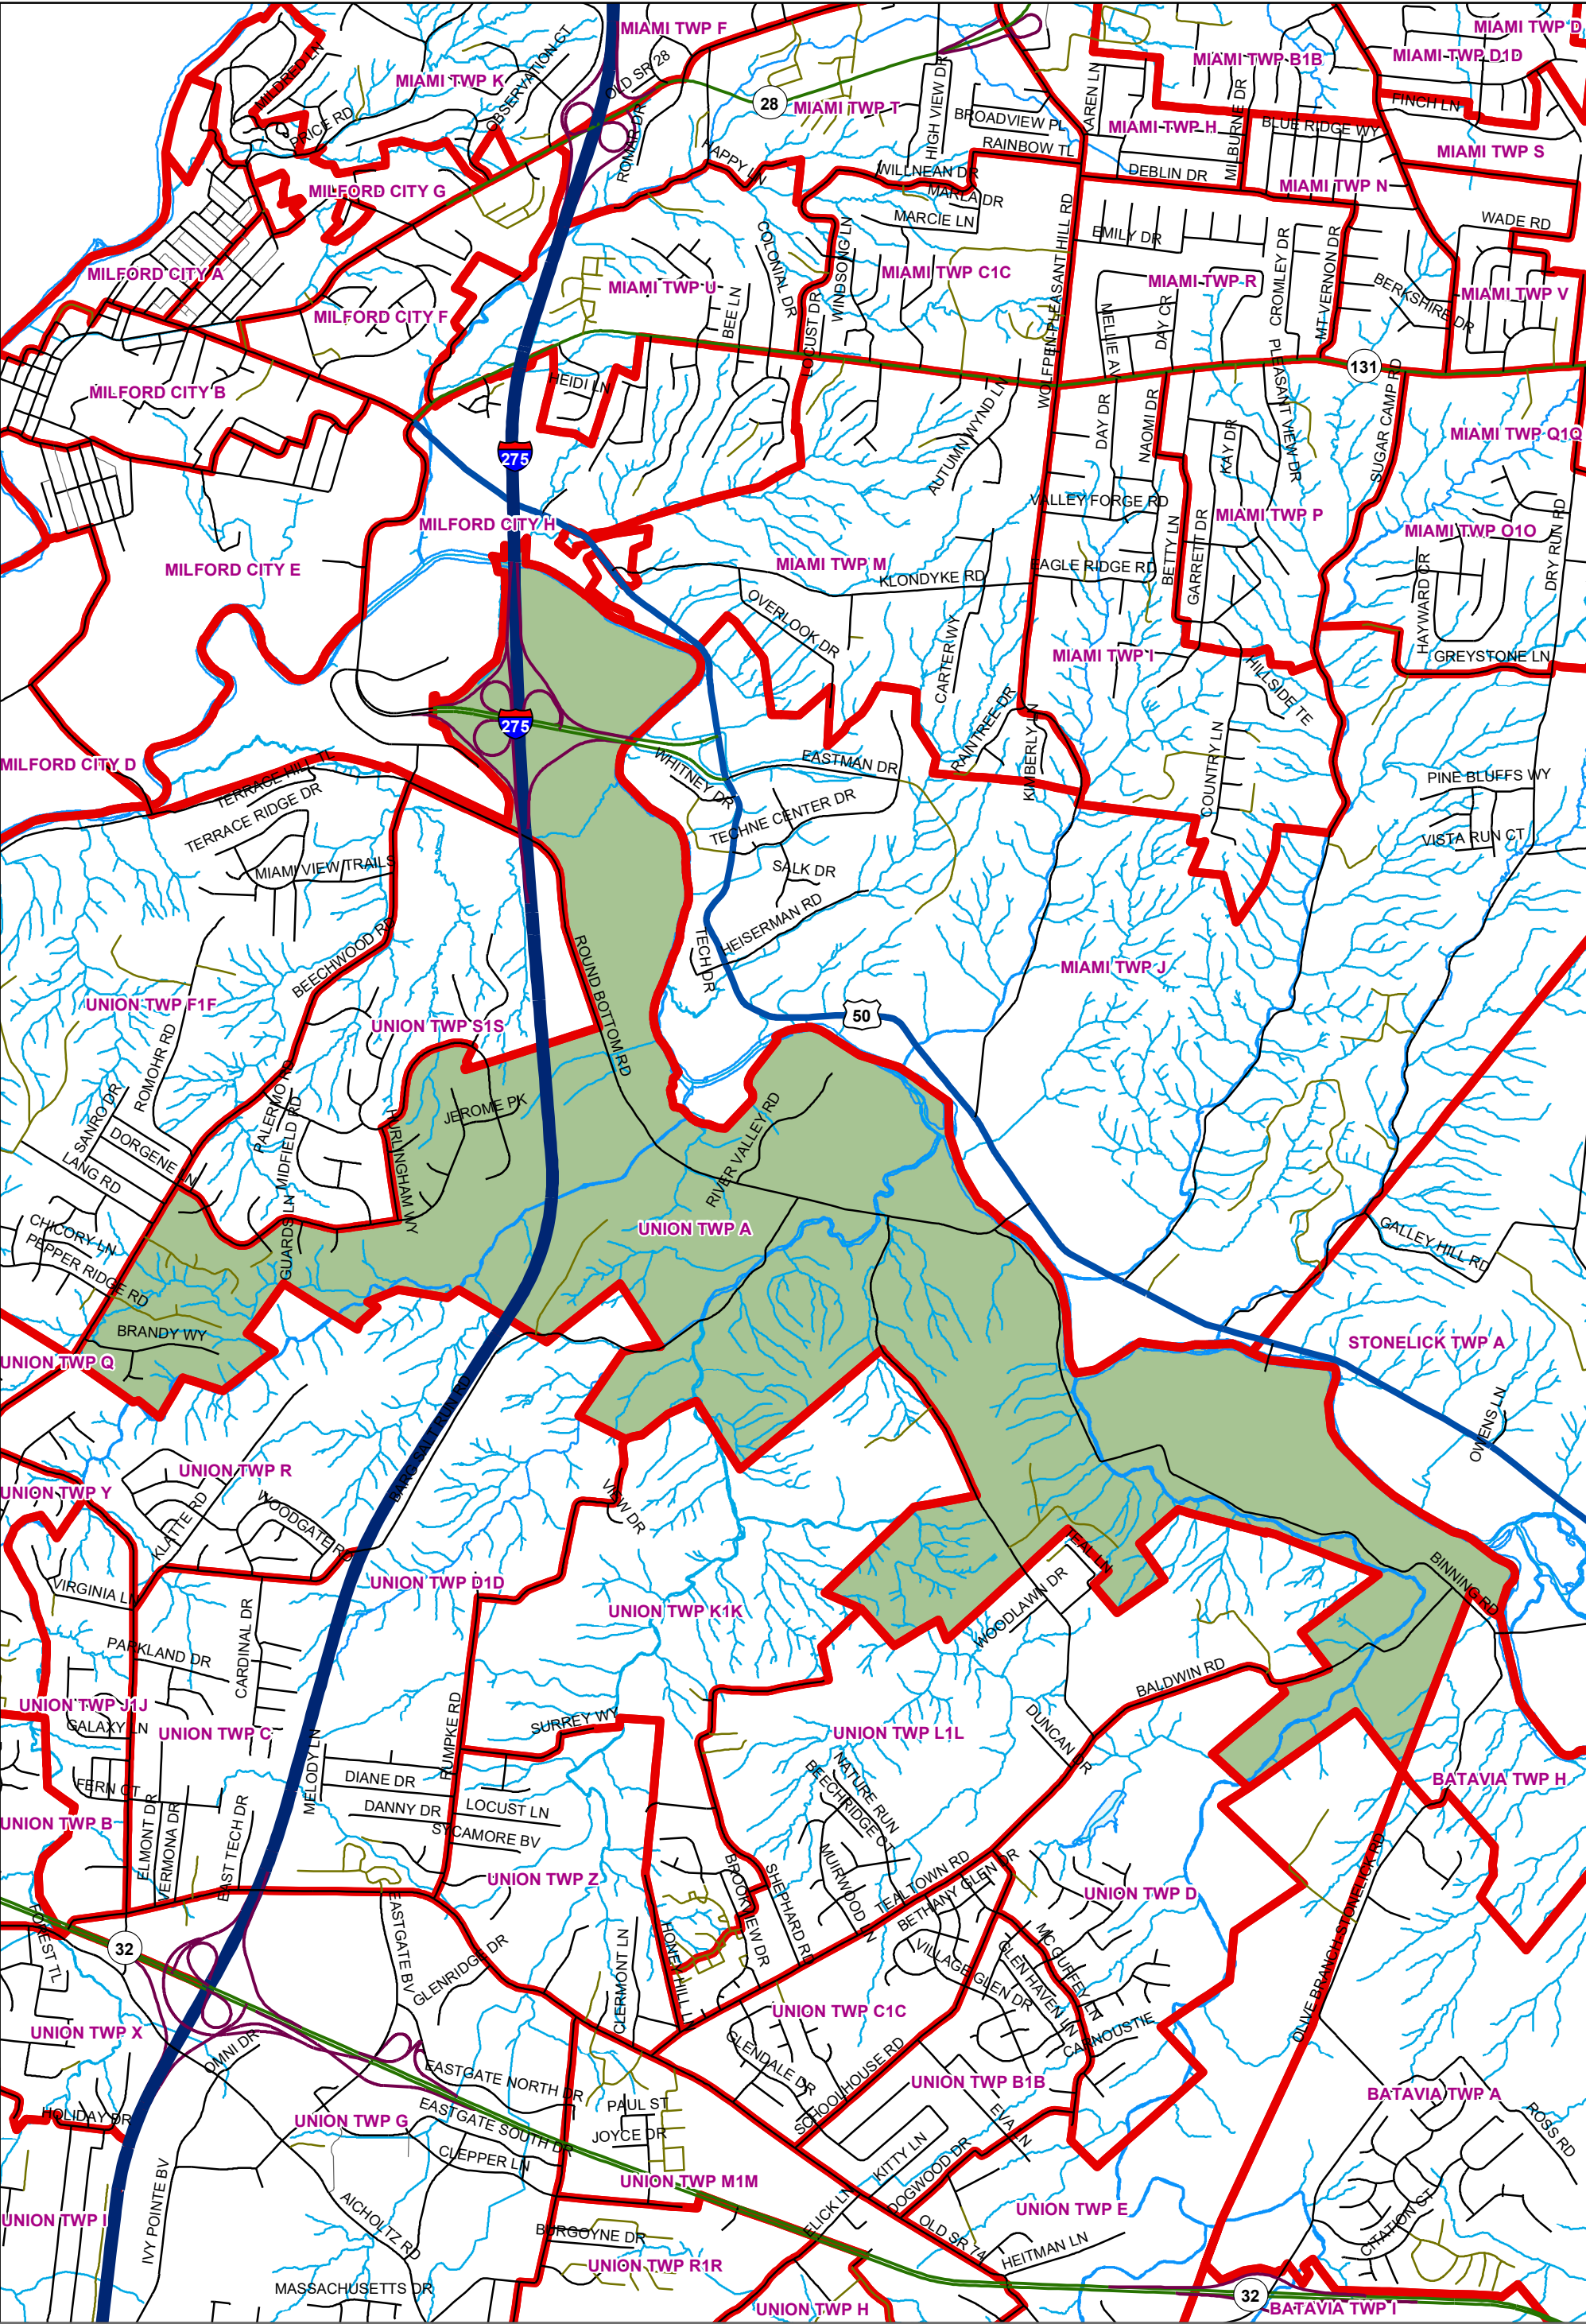 MIAMI TWP F
MIAMI TWP D
MILDRED LN
MIAMI TWP K
OBSERVATION CT
OLD SR 28
MIAMI TWP B1B
MIAMI TWP D1D
PRICE RD
28
MIAMI TWP T
HIGH VIEW DR
KAREN LN
FINCH LN
ROMAR DR
BROADVIEW PL
MIAMI TWP H
MILBURNE DR
BLUE RIDGE WY
HAPPY LN
RAINBOW TL
MIAMI TWP S
MILFORD CITY G
WILLNEAN DR
DEBLIN DR
MIAMI TWP N
MARLA DR
MARCIE LN
WADE RD
COLONIAL DR
WINDSONG LN
WOLFPEN-PLEASANT HILL RD
EMILY DR
CROMLEY DR
MT VERNON DR
MILFORD CITY A
MIAMI TWP U
MIAMI TWP C1C
MIAMI TWP R
BERKSHIRE DR
MIAMI TWP V
MILFORD CITY F
BEE LN
LOCUST DR
MELLIE AV
DAY CR
131
MILFORD CITY B
HEIDI LN
AUTUMN WYND LN
DAY DR
NAOMI DR
KAY DR
PLEASANT VIEW DR
SUGAR CAMP RD
MIAMI TWP Q1Q
275
VALLEY FORGE RD
MIAMI TWP P
MILFORD CITY H
MIAMI TWP O1O
DRY RUN RD
MILFORD CITY E
MIAMI TWP M
KLONDYKE RD
EAGLE RIDGE RD
BETTY LN
GARRETT DR
HAYWARD CR
OVERLOOK DR
CARTER WY
MIAMI TWP I
GREYSTONE LN
HILLSIDE TE
275
RAINTREE DR
KIMBERLY LN
COUNTRY LN
MILFORD CITY D
TERRACE HILL TL
WHITNEY DR
EASTMAN DR
PINE BLUFFS WY
TERRACE RIDGE DR
TECHNE CENTER DR
VISTA RUN CT
MIAMI VIEW TRAILS
SALK DR
BEECHWOOD RD
HEISERMAN RD
TECH DR
ROUND BOTTOM RD
MIAMI TWP J
UNION TWP F1F
UNION TWP S1S
50
ROMOHR RD
SANRO DR
PALERMO RD
MIDFIELD RD
JEROME PK
DORGENE LN
HURLINGHAM WY
RIVER VALLEY RD
LANG RD
GUARDS LN
CHICORY LN
UNION TWP A
PEPPER RIDGE RD
GALLEY HILL RD
BRANDY WY
STONELICK TWP A
UNION TWP Q
BARG SALT RUN RD
OWENS LN
UNION TWP R
UNION TWP Y
VIEW DR
KLATTE RD
WOODGATE RD
TEAL LN
BINNING RD
VIRGINIA LN
UNION TWP D1D
UNION TWP K1K
WOODLAWN DR
CARDINAL DR
PARKLAND DR
BALDWIN RD
UNION TWP J1J
RUMPKE RD
SURREY WY
GALAXY LN
UNION TWP C
UNION TWP L1L
DUNCAN DR
MELODY LN
DIANE DR
NATURE RUN
BEECHRIDGE CT
FERN CT
BATAVIA TWP H
DANNY DR
LOCUST LN
UNION TWP B
ELMONT DR
VERMONA DR
EAST TECH DR
SYCAMORE BV
MUIRWOOD LN
UNION TWP Z
BROOKVIEW DR
SHEPHARD RD
TEALTOWN RD
BETHANY GLEN DR
UNION TWP D
OLIVE BRANCH-STONELICK RD
FOREST TL
32
EASTGATE BV
GLENRIDGE DR
CLERMONT LN
HONEY HILL LN
VILLAGE GLEN DR
GLEN HAVEN LN
MC GUFFEY LN
UNION TWP X
OMNI DR
UNION TWP C1C
CARNOUSTIE
GLENDALE DR
SCHOOLHOUSE RD
EASTGATE NORTH DR
UNION TWP B1B
BATAVIA TWP A
HOLIDAY DR
UNION TWP G
EASTGATE SOUTH DR
PAUL ST
EVA LN
ROSS RD
JOYCE DR
CLEPPER LN
KITTY LN
DOGWOOD DR
IVY POINTE BV
UNION TWP M1M
AICHOLTZ RD
ELICK LN
UNION TWP E
CITATION CT
UNION TWP I
BURGOYNE DR
OLD SR 74
HEITMAN LN
UNION TWP R1R
MASSACHUSETTS DR
32
UNION TWP H
BATAVIA TWP I